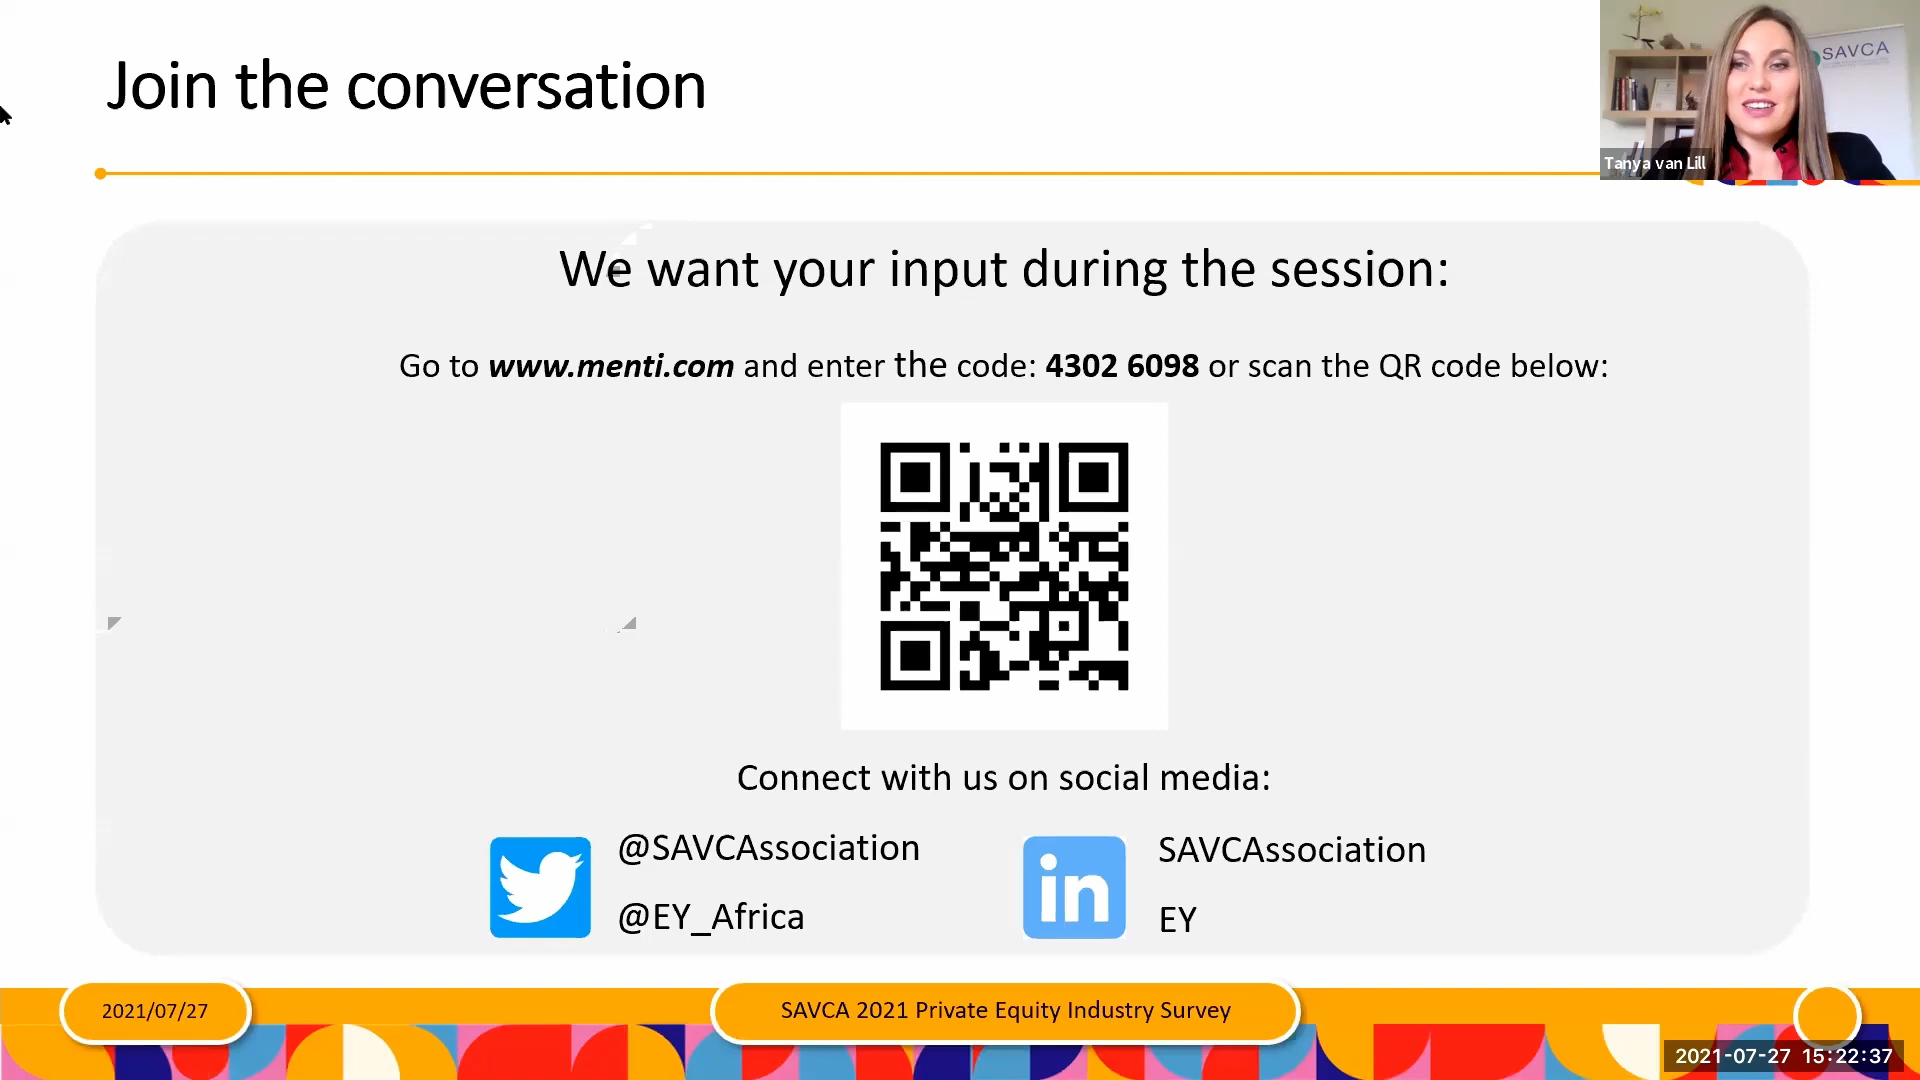 Join the conversation
SAVCA
Tanya van Lill
We want your input during the session:
Go to www.menti.com and enter the code: 4302 6098 or scan the QR code below:
Connect with us on social media:
@SAVCAssociation
@EY_Africa
in
SAVCAssociation
EY
2021/07/27
SAVCA 2021 Private Equity Industry Survey
2021-07-27 15:22:37